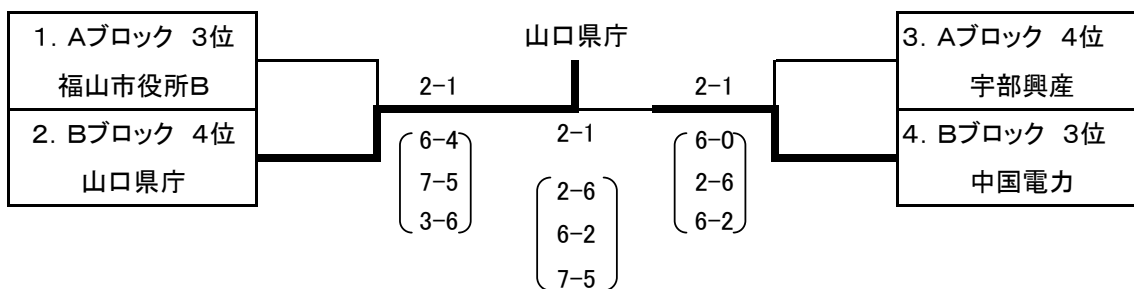 1. Aブロック 3位
福山市役所B
2. Bブロック 4位
山口県庁
山口県庁
2-1
6-4
7-5
3-6
2-1
2-6
6-2
7-5
2-1
6-0
2-6
6-2
3. Aブロック 4位
宇部興産
4. Bブロック 3位
中国電力